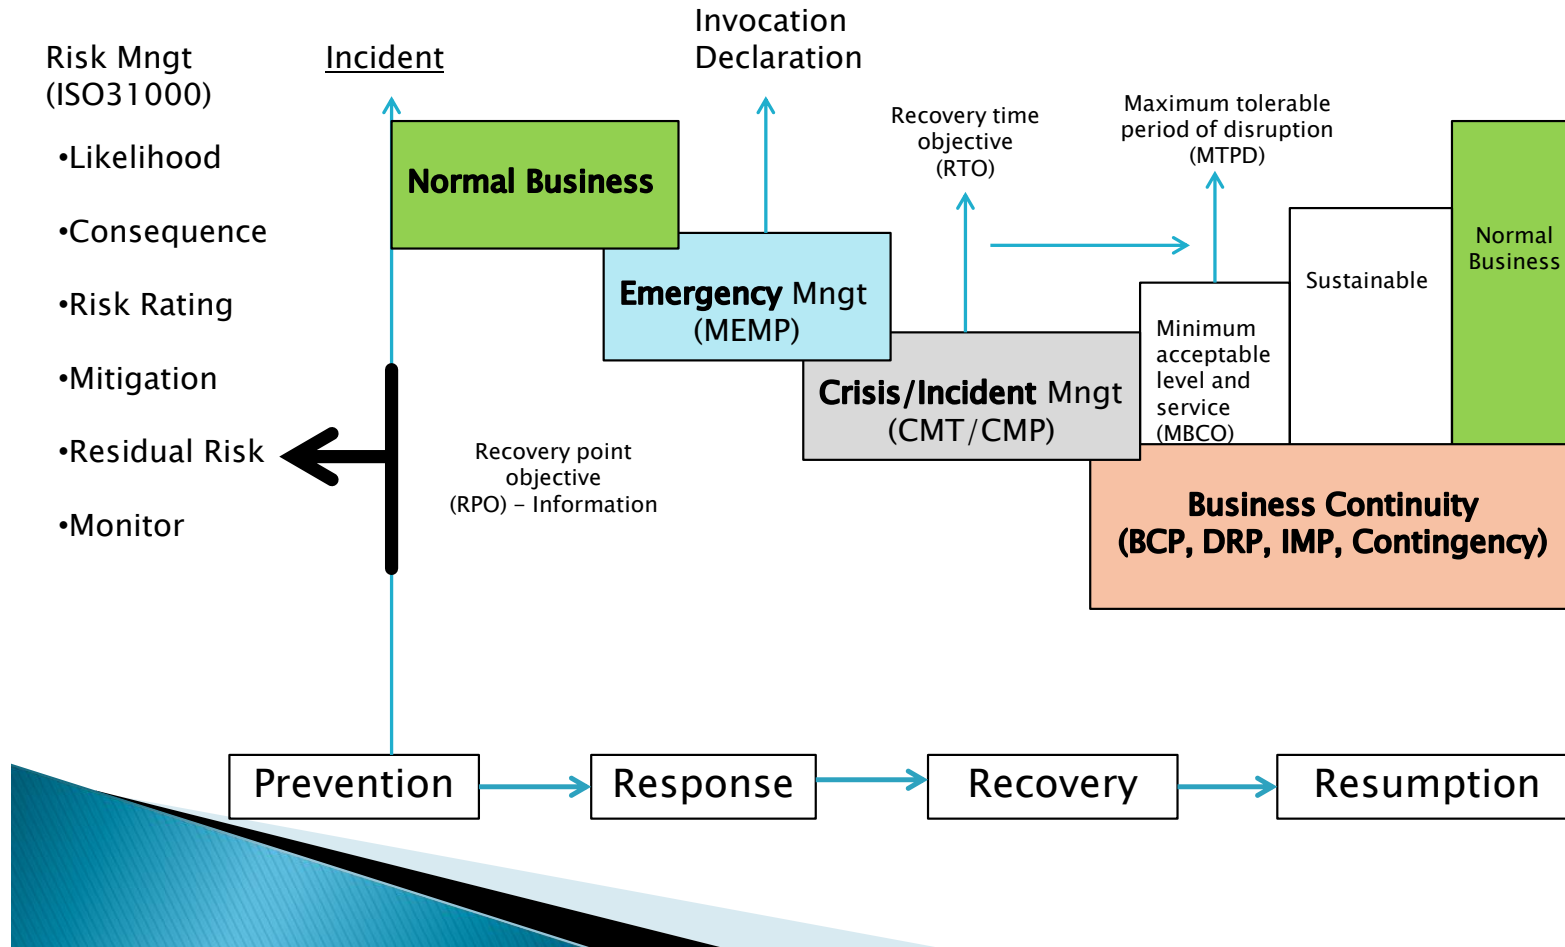 Risk Mngt
(ISO31000)
•Likelihood
•Consequence
•Risk Rating
•Mitigation
•Residual Risk
•Monitor
Incident
Invocation
Declaration
Recovery time
objective
(RTO)
Maximum tolerable
period of disruption
(MTPD)
Normal Business
Emergency Mngt
(MEMP)
Crisis/Incident Mngt
(CMT/CMP)
Recovery point
objective
(RPO) – Information
Minimum
acceptable
level and
service
(MBCO)
Sustainable
Normal
Business
Business Continuity
(BCP, DRP, IMP, Contingency)
Prevention
Response
Recovery
Resumption